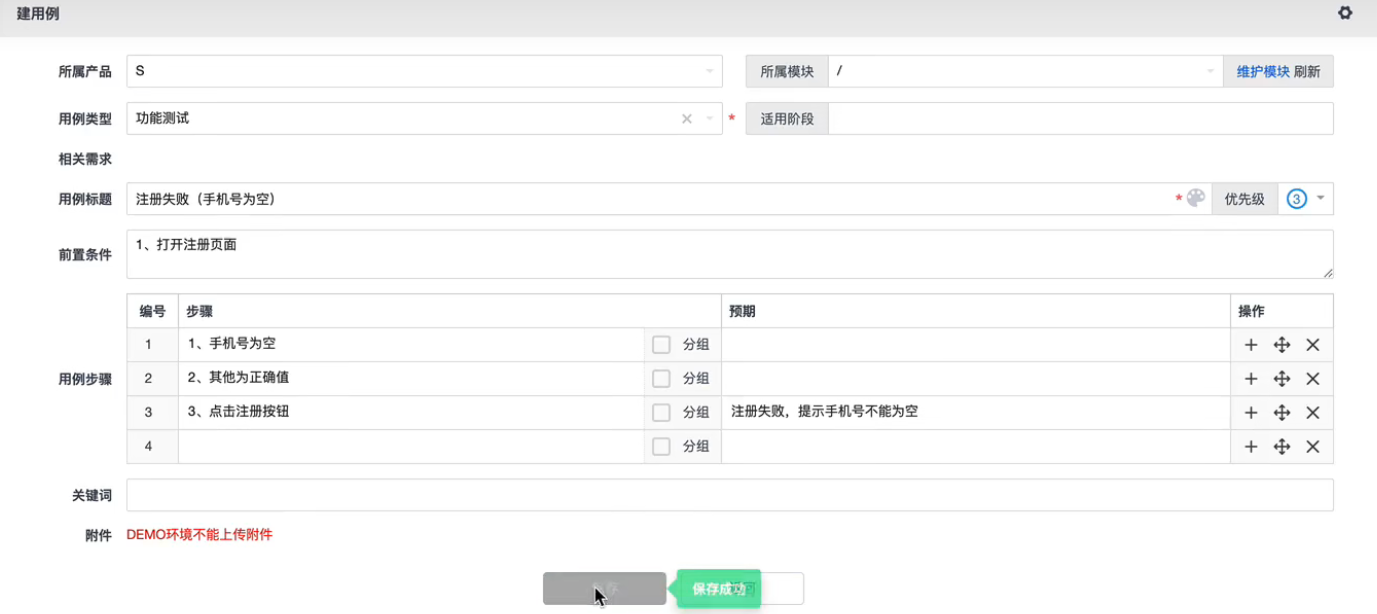 建用例
所属产品 S 所属模块 / 维护模块 刷新
用例类型 功能测试 * 适用阶段
相关需求
用例标题 注册失败（手机号为空） * 优先级 3
前置条件 1、打开注册页面
编号 步骤 预期 操作
1 1、手机号为空 分组
2 2、其他为正确值 分组
用例步骤
3 3、点击注册按钮 分组 注册失败，提示手机号不能为空
4 分组
关键词
附件 DEMO环境不能上传附件
保存成功